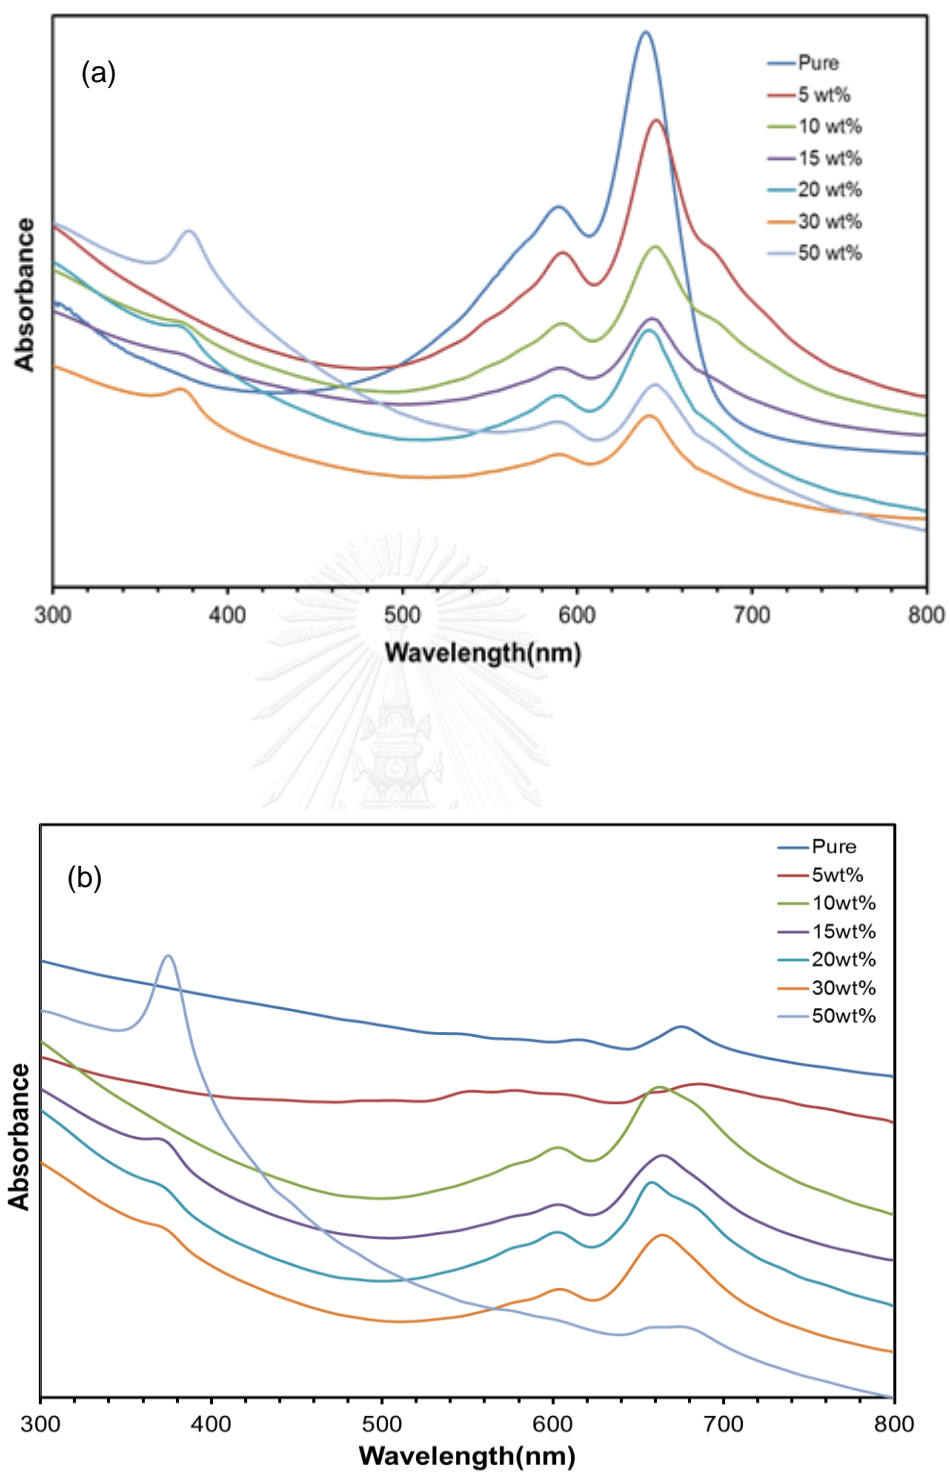 (a)
Pure
5 wt%
10 wt%
15 wt%
20 wt%
30 wt%
50 wt%
Absorbance
300 400 500 600 700 800
Wavelength(nm)
(b)
Pure
5wt%
10wt%
15wt%
20wt%
30wt%
50wt%
Absorbance
300 400 500 600 700 800
Wavelength(nm)